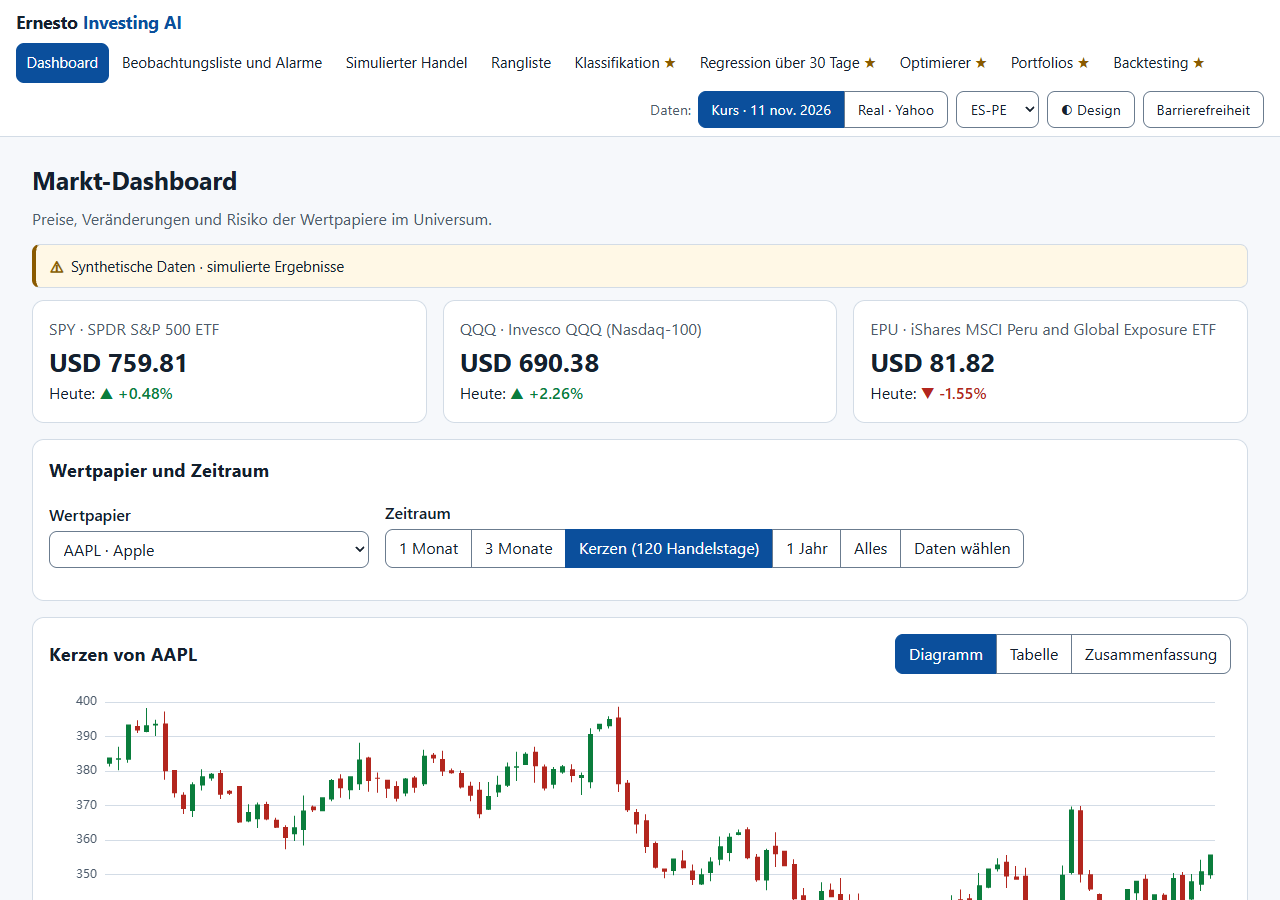 Ernesto Investing AI
Dashboard Beobachtungsliste und Alarme Simulierter Handel Rangliste Klassifikation ★ Regression über 30 Tage ★ Optimierer ★ Portfolios ★ Backtesting ★
Daten: Kurs · 11 nov. 2026 Real · Yahoo ES-PE ◐ Design Barrierefreiheit
Markt-Dashboard
Preise, Veränderungen und Risiko der Wertpapiere im Universum.
⚠ Synthetische Daten · simulierte Ergebnisse
SPY · SPDR S&P 500 ETF
USD 759.81
Heute: ▲ +0.48%
QQQ · Invesco QQQ (Nasdaq-100)
USD 690.38
Heute: ▲ +2.26%
EPU · iShares MSCI Peru and Global Exposure ETF
USD 81.82
Heute: ▼ -1.55%
Wertpapier und Zeitraum
Wertpapier
AAPL · Apple
Zeitraum
1 Monat 3 Monate Kerzen (120 Handelstage) 1 Jahr Alles Daten wählen
Kerzen von AAPL
Diagramm Tabelle Zusammenfassung
400
390
380
370
360
350